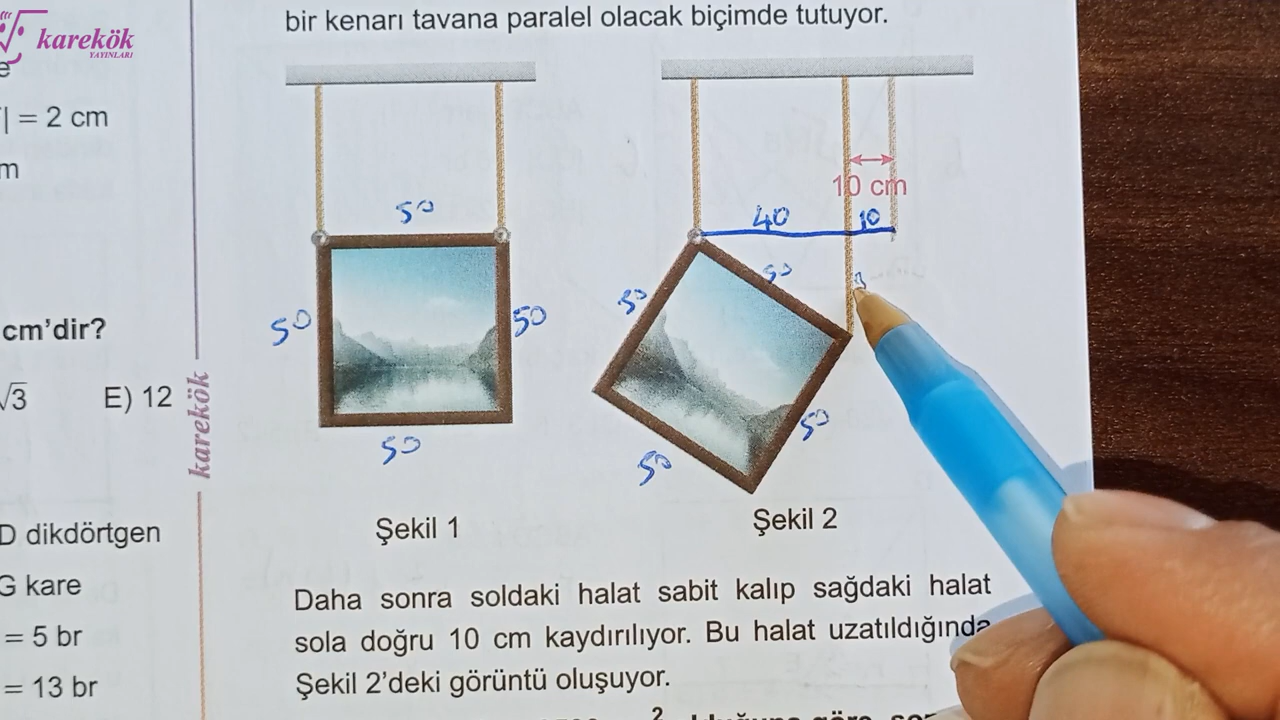 karekök
YAYINLARI
bir kenarı tavana paralel olacak biçimde tutuyor.
| = 2 cm
m
10 cm
40 10
50
50
50 50
50
50
50
50
cm'dir?
√3 E) 12
karekök
Şekil 1
Şekil 2
D dikdörtgen
G kare
= 5 br
= 13 br
Daha sonra soldaki halat sabit kalıp sağdaki halat
sola doğru 10 cm kaydırılıyor. Bu halat uzatıldığında
Şekil 2'deki görüntü oluşuyor.